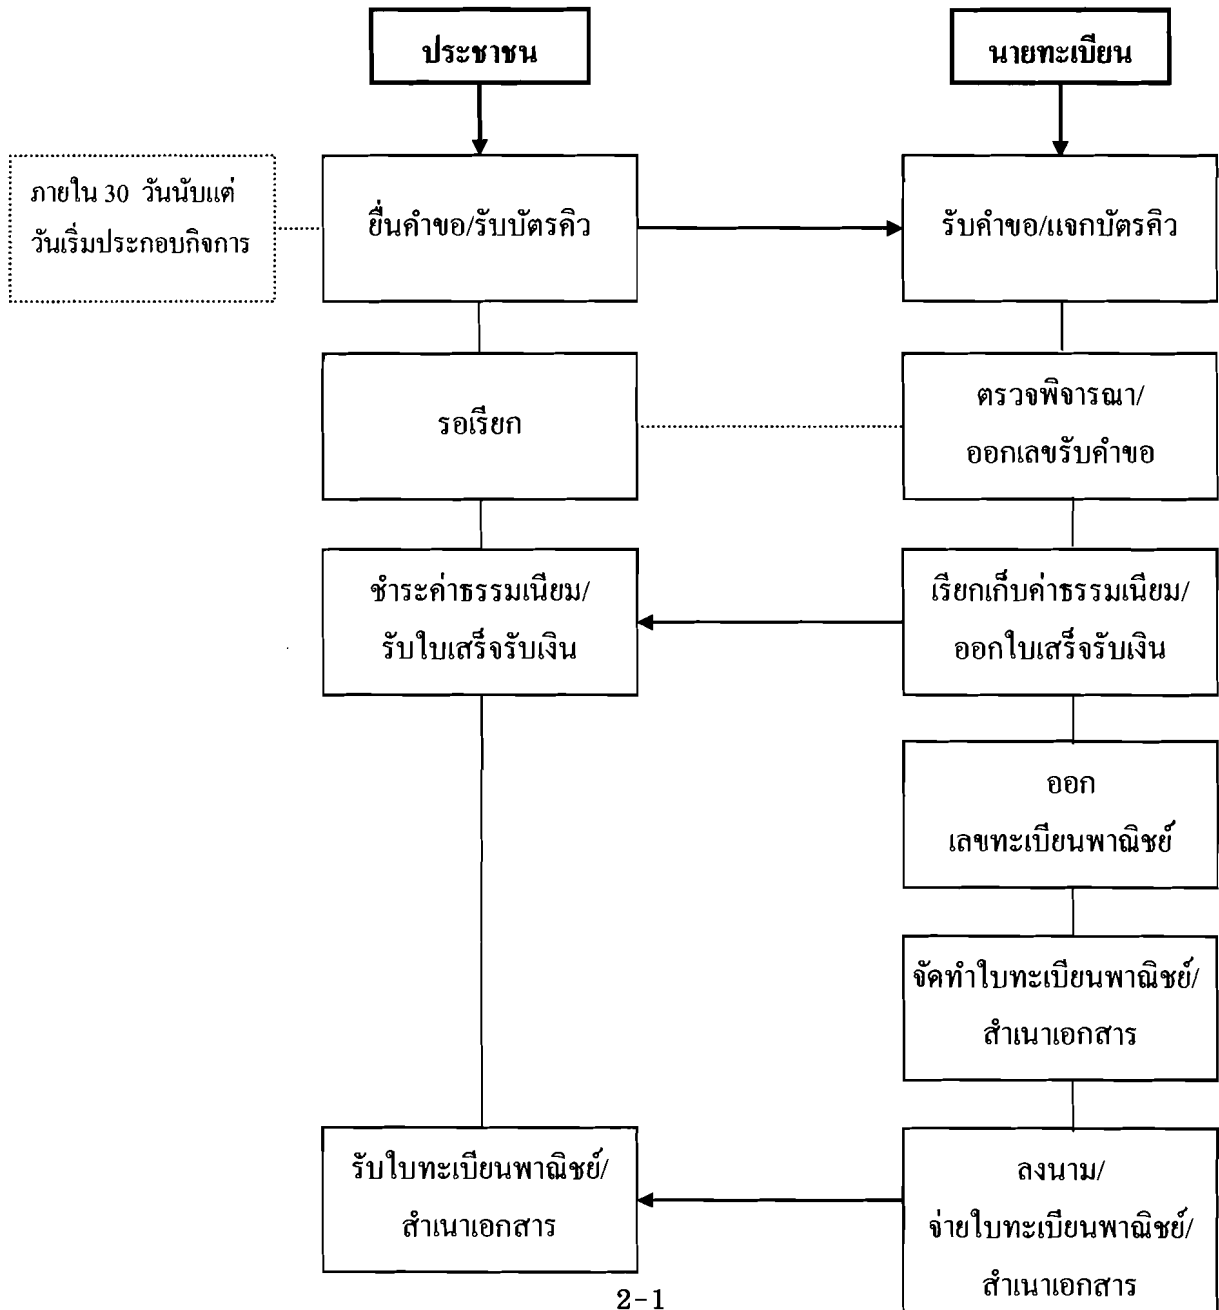 ประชาชน
นายทะเบียน
ภายใน 30 วันนับแต่
วันเริ่มประกอบกิจการ
ยื่นคำขอ/รับบัตรคิว
รับคำขอ/แจกบัตรคิว
รอเรียก
ตรวจพิจารณา/
ออกเลขรับคำขอ
ชำระค่าธรรมเนียม/
รับใบเสร็จรับเงิน
เรียกเก็บค่าธรรมเนียม/
ออกใบเสร็จรับเงิน
ออก
เลขทะเบียนพาณิชย์
จัดทำใบทะเบียนพาณิชย์/
สำเนาเอกสาร
รับใบทะเบียนพาณิชย์/
สำเนาเอกสาร
ลงนาม/
จ่ายใบทะเบียนพาณิชย์/
สำเนาเอกสาร
2-1